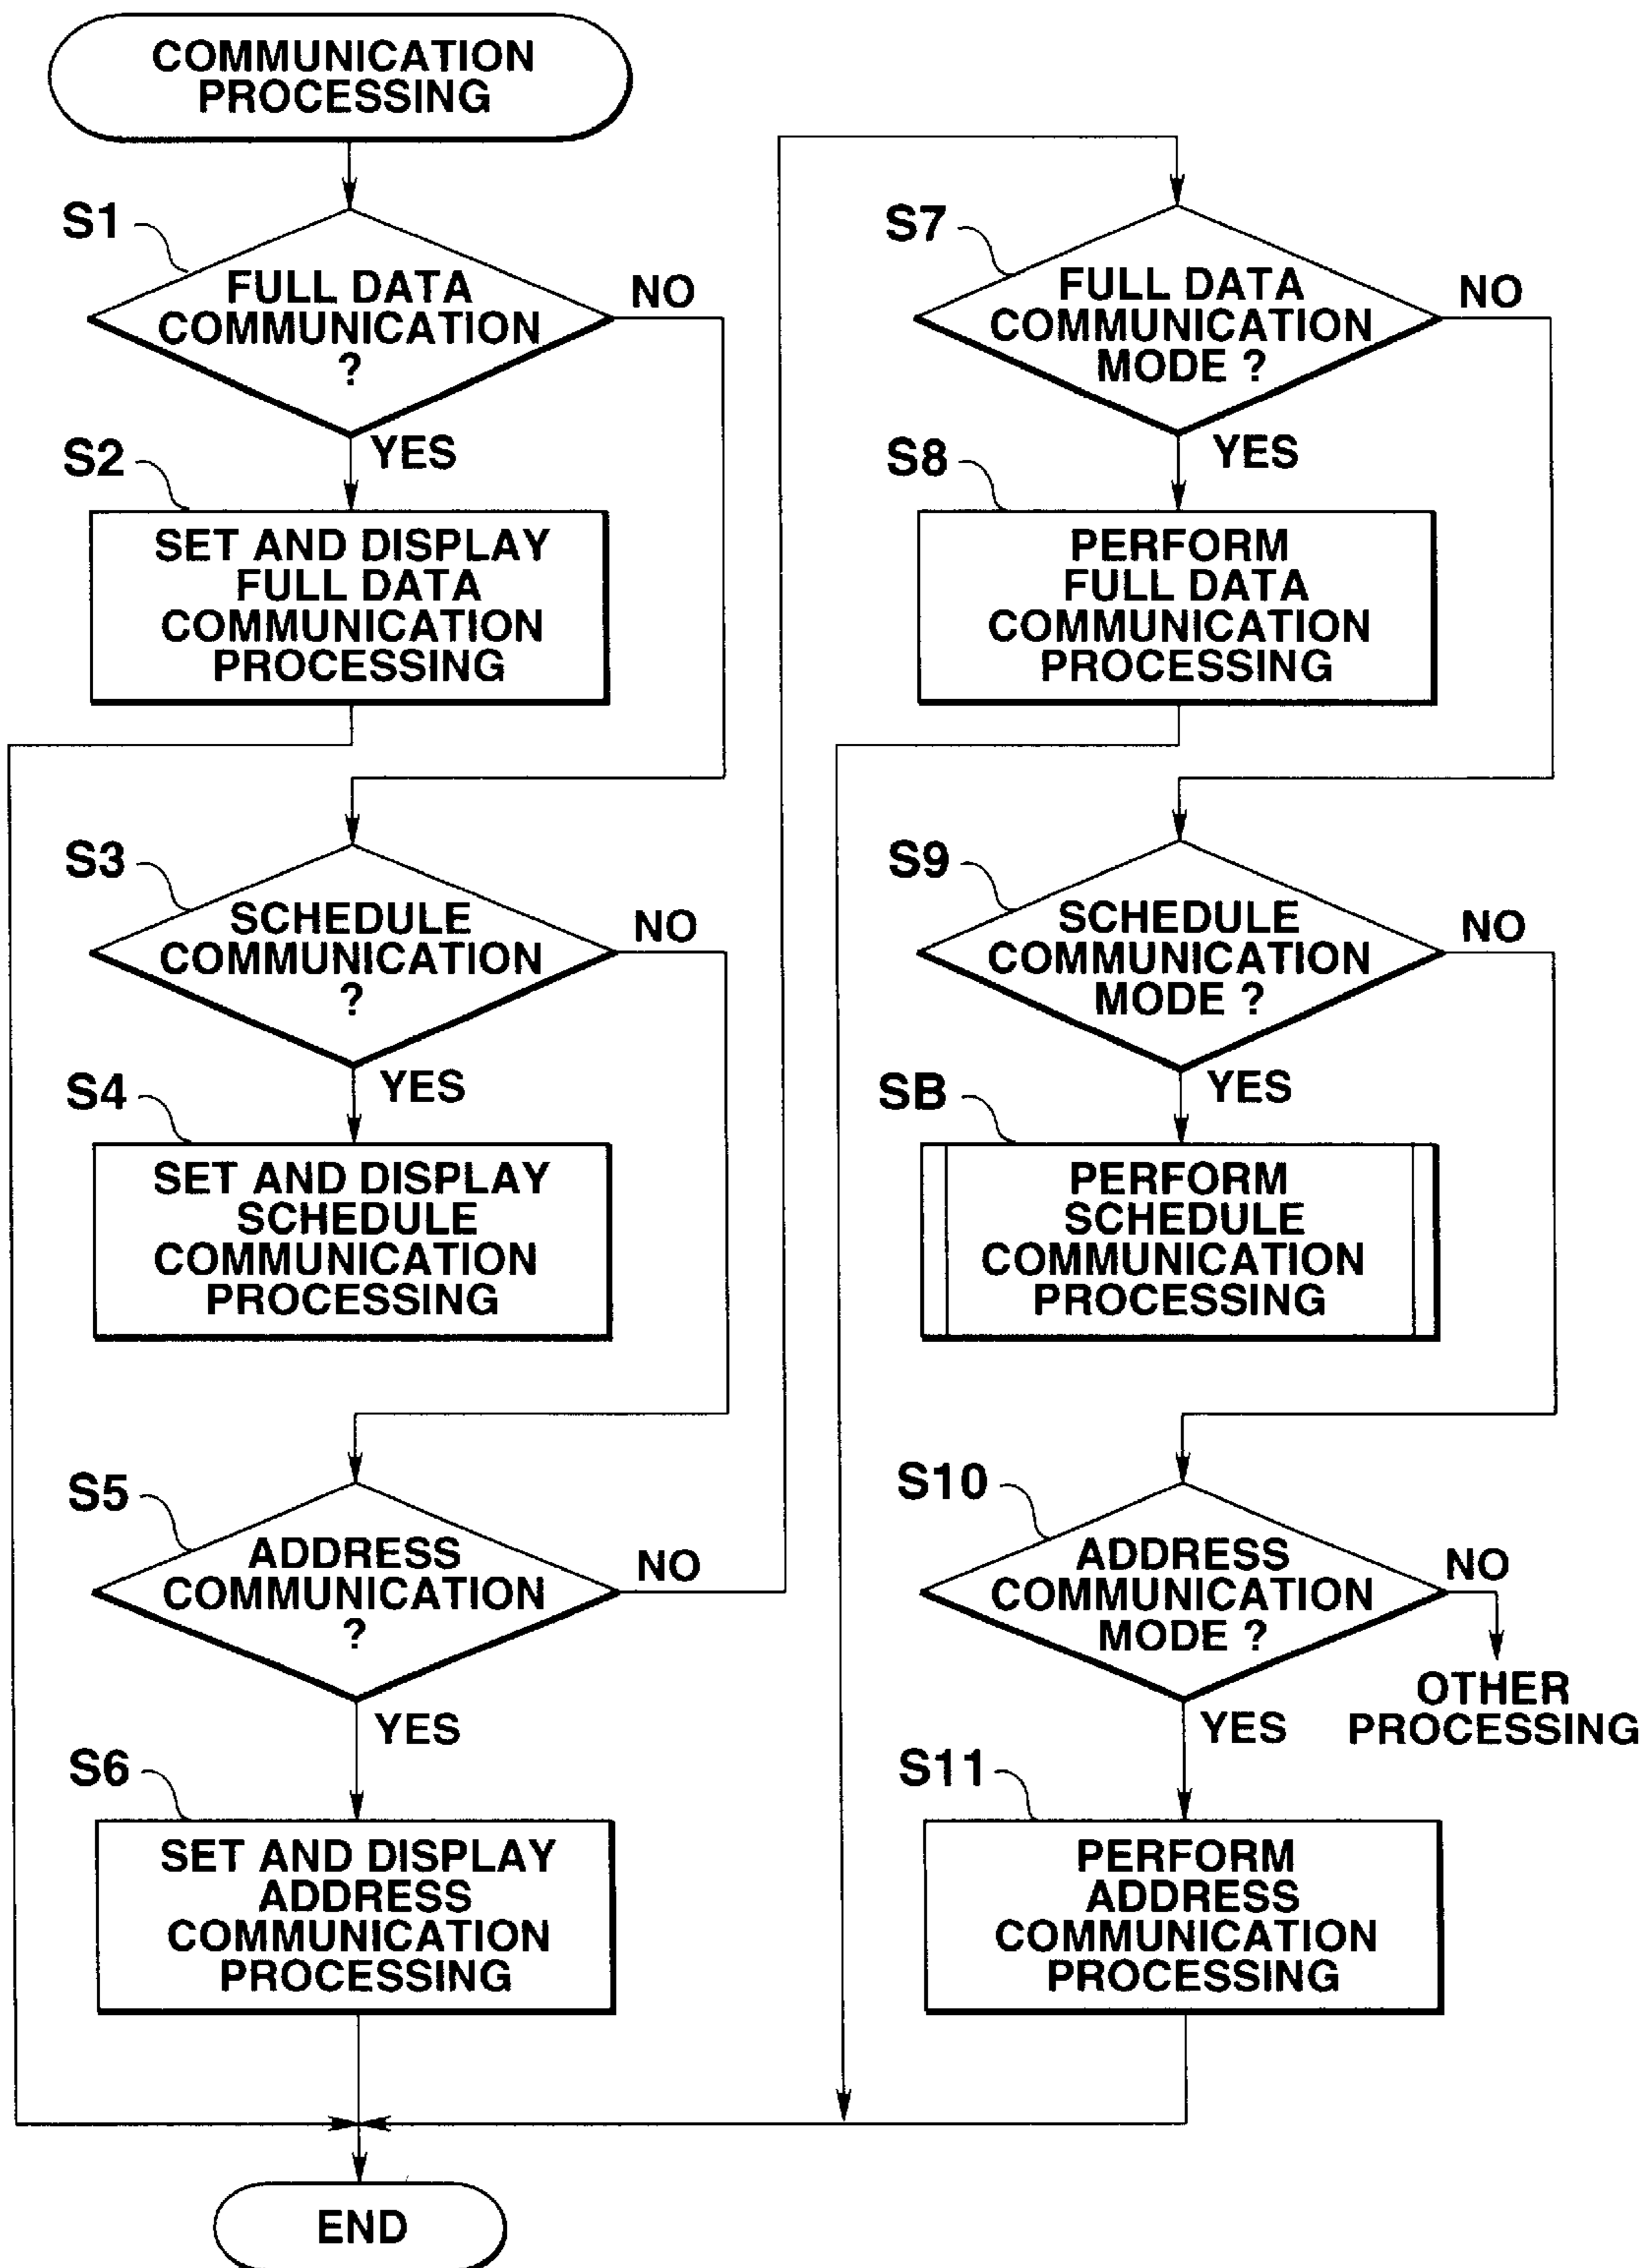 COMMUNICATION
PROCESSING
S1
FULL DATA
COMMUNICATION
?
NO
YES
S2
SET AND DISPLAY
FULL DATA
COMMUNICATION
PROCESSING
S3
SCHEDULE
COMMUNICATION
?
NO
YES
S4
SET AND DISPLAY
SCHEDULE
COMMUNICATION
PROCESSING
S5
ADDRESS
COMMUNICATION
?
NO
YES
S6
SET AND DISPLAY
ADDRESS
COMMUNICATION
PROCESSING
END
S7
FULL DATA
COMMUNICATION
MODE ?
NO
YES
S8
PERFORM
FULL DATA
COMMUNICATION
PROCESSING
S9
SCHEDULE
COMMUNICATION
MODE ?
NO
YES
SB
PERFORM
SCHEDULE
COMMUNICATION
PROCESSING
S10
ADDRESS
COMMUNICATION
MODE ?
NO
OTHER
PROCESSING
YES
S11
PERFORM
ADDRESS
COMMUNICATION
PROCESSING